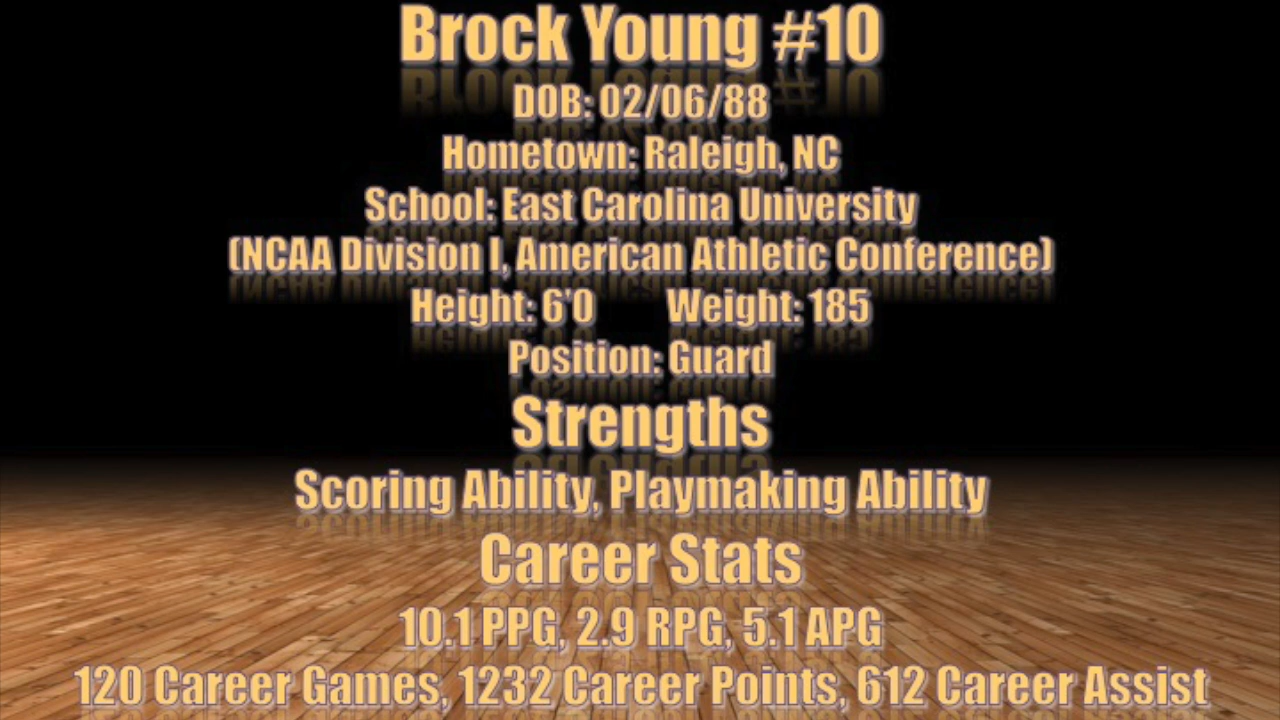 Brock Young #10
DOB: 02/06/88
Hometown: Raleigh, NC
School: East Carolina University
(NCAA Division I, American Athletic Conference)
Height: 6'0 Weight: 185
Position: Guard
Strengths
Scoring Ability, Playmaking Ability
Career Stats
10.1 PPG, 2.9 RPG, 5.1 APG
120 Career Games, 1232 Career Points, 612 Career Assist